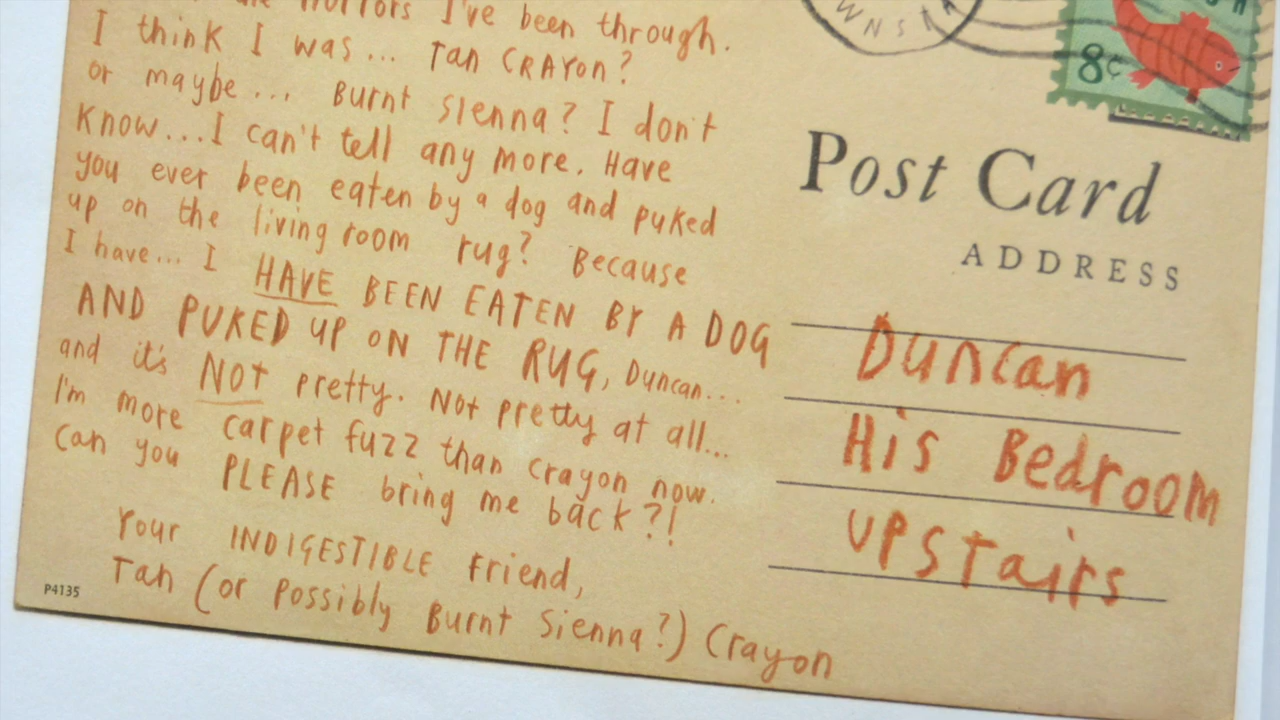 horrors I've been through.
I think I was... Tan CRAYON?
or maybe... Burnt Sienna? I don't
know...I can't tell any more. Have
you ever been eaten by a dog and puked
up on the living room rug? Because
I have... I HAVE BEEN EATEN BY A DOG
AND PUKED UP ON THE RUG, Duncan...
and it's NOT pretty. Not pretty at all...
I'm more carpet fuzz than crayon now.
Can you PLEASE bring me back?!
Your INDIGESTIBLE friend,
Tan (or possibly Burnt Sienna?) Crayon
P4135
8¢
Post Card
ADDRESS
Duncan
His Bedroom
upstairs